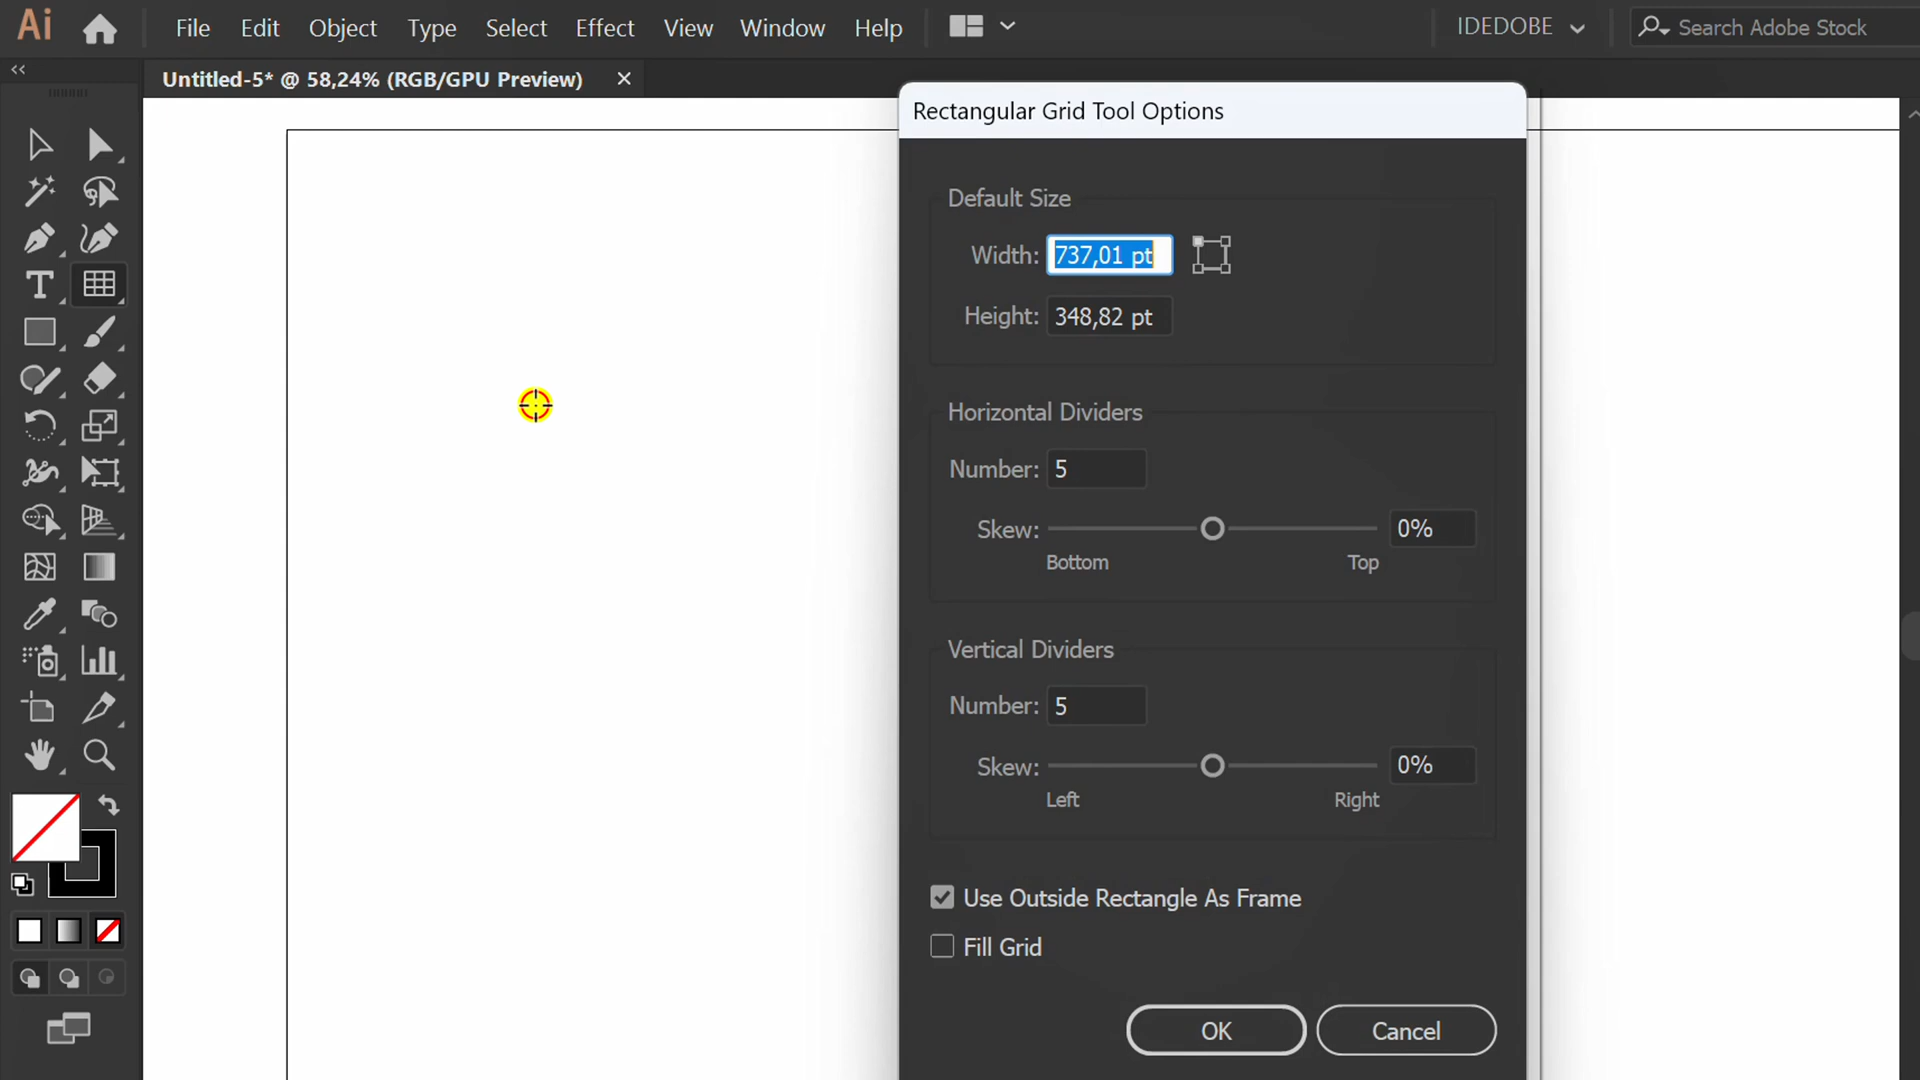 Ai File Edit Object Type Select Effect View Window Help IDEDOBE Search Adobe Stock
Untitled-5* @ 58,24% (RGB/GPU Preview)
Rectangular Grid Tool Options
Default Size
Width: 737,01 pt
Height: 348,82 pt
Horizontal Dividers
Number: 5
Skew: 0%
Bottom Top
Vertical Dividers
Number: 5
Skew: 0%
Left Right
Use Outside Rectangle As Frame
Fill Grid
OK Cancel